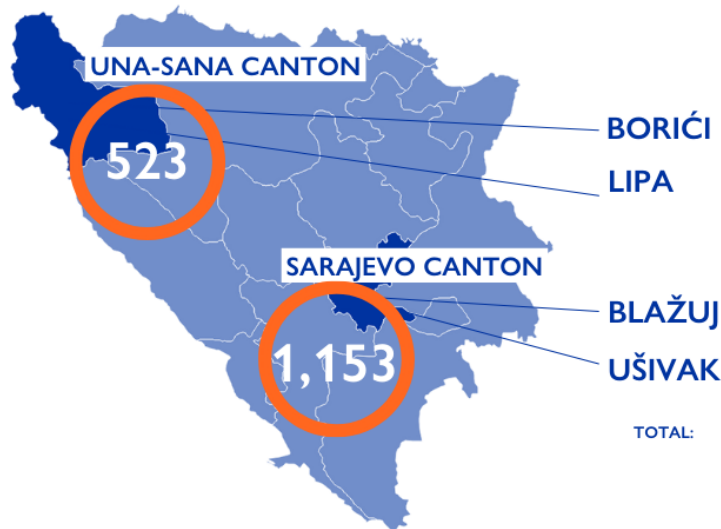 UNA-SANA CANTON
523
BORIĆI
LIPA
SARAJEVO CANTON
1,153
BLAŽUJ
UŠIVAK
TOTAL: